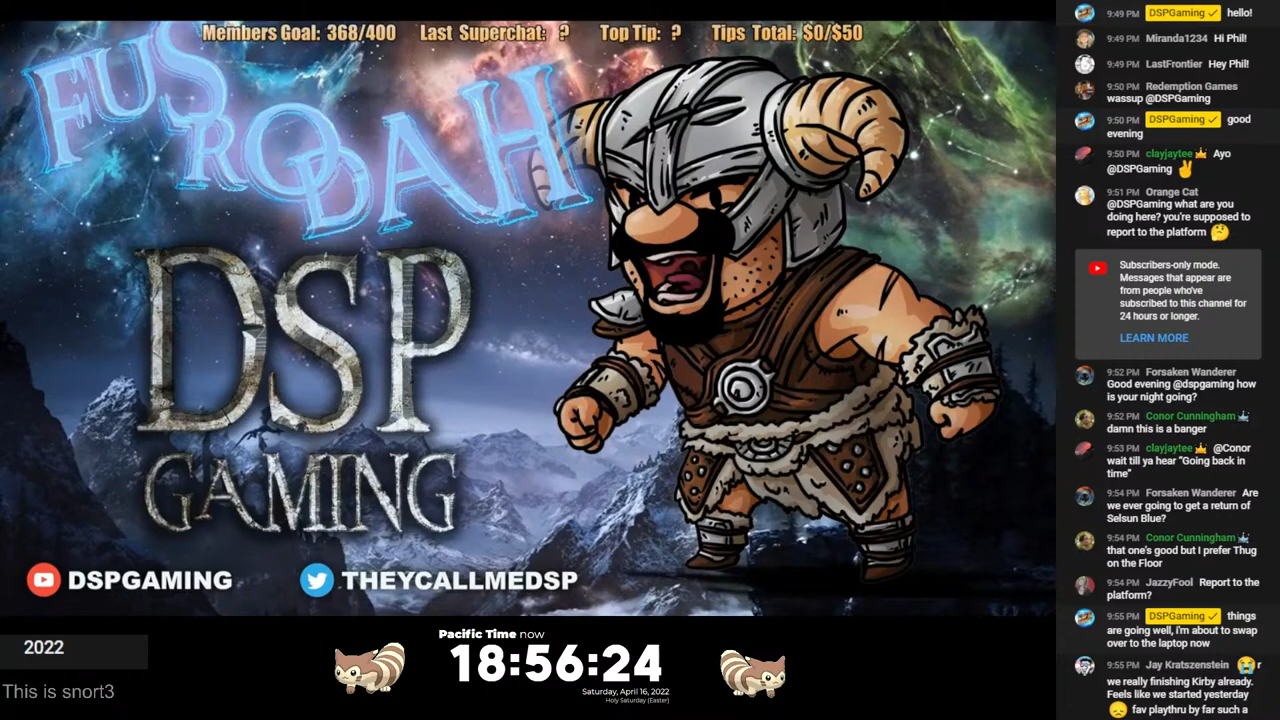 Members Goal: 368/400 Last Superchat: ? Top Tip: ? Tips Total: $0/$50
FUS
RO
DAH
DSP
GAMING
DSPGAMING THEYCALLMEDSP
2022
This is snort3
Pacific Time now
18:56:24
Saturday, April 16, 2022
Holy Saturday (Easter)
9:49 PM DSPGaming hello!
9:49 PM Miranda1234 Hi Phil!
9:49 PM LastFrontier Hey Phil!
9:50 PM Redemption Games
wassup @DSPGaming
9:50 PM DSPGaming good
evening
9:50 PM clayjaytee Ayo
@DSPGaming
9:51 PM Orange Cat
@DSPGaming what are you
doing here? you're supposed to
report to the platform
Subscribers-only mode.
Messages that appear are
from people who've
subscribed to this channel for
24 hours or longer.
LEARN MORE
9:52 PM Forsaken Wanderer
Good evening @dspgaming how
is your night going?
9:52 PM Conor Cunningham
damn this is a banger
9:53 PM clayjaytee @Conor
wait till ya hear "Going back in
time"
9:54 PM Forsaken Wanderer Are
we ever going to get a return of
Selsun Blue?
9:54 PM Conor Cunningham
that one's good but I prefer Thug
on the Floor
9:54 PM JazzyFool Report to the
platform?
9:55 PM DSPGaming things
are going well, i'm about to swap
over to the laptop now
9:55 PM Jay Kratszenstein r
we really finishing Kirby already.
Feels like we started yesterday
fav playthru by far such a